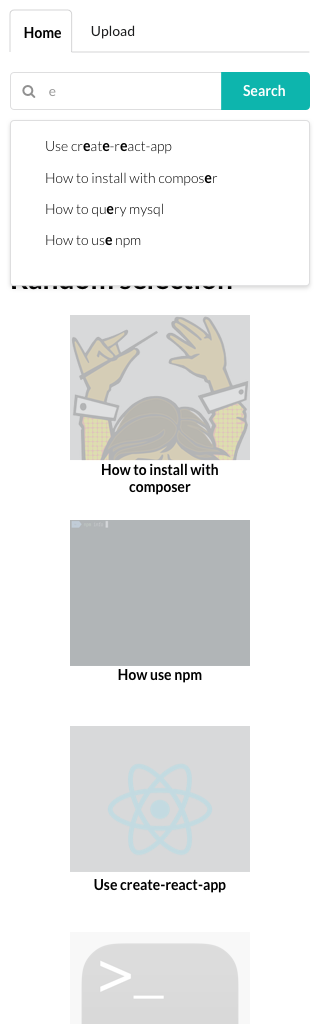 Home Upload
e Search
Use create-react-app
How to install with composer
How to query mysql
How to use npm
Random selection
How to install with
composer
How use npm
Use create-react-app
>_